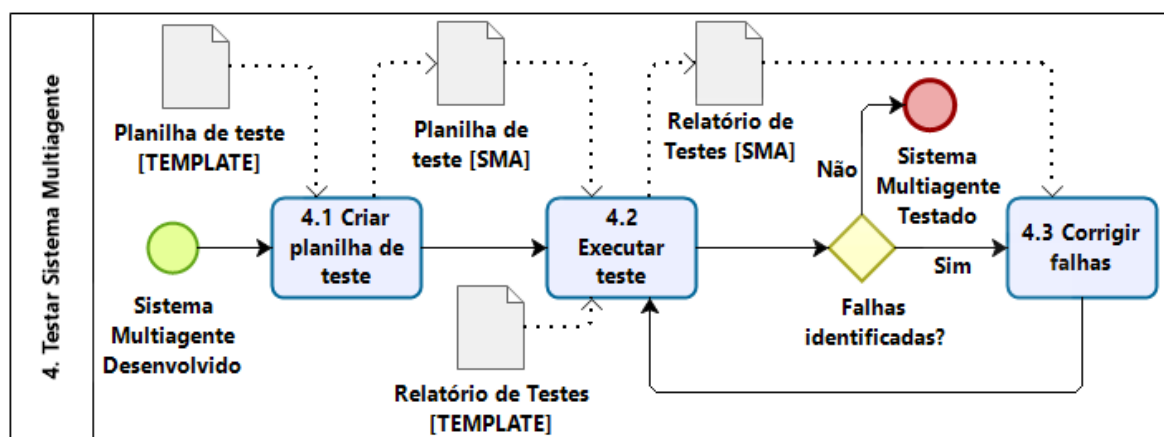 4. Testar Sistema Multiagente
Planilha de teste
[TEMPLATE]
Planilha de
teste [SMA]
Relatório de
Testes [SMA]
Não
Sistema
Multiagente
Testado
4.1 Criar
planilha de
teste
4.2
Executar
teste
4.3 Corrigir
falhas
Sim
Sistema
Multiagente
Desenvolvido
Falhas
identificadas?
Relatório de Testes
[TEMPLATE]